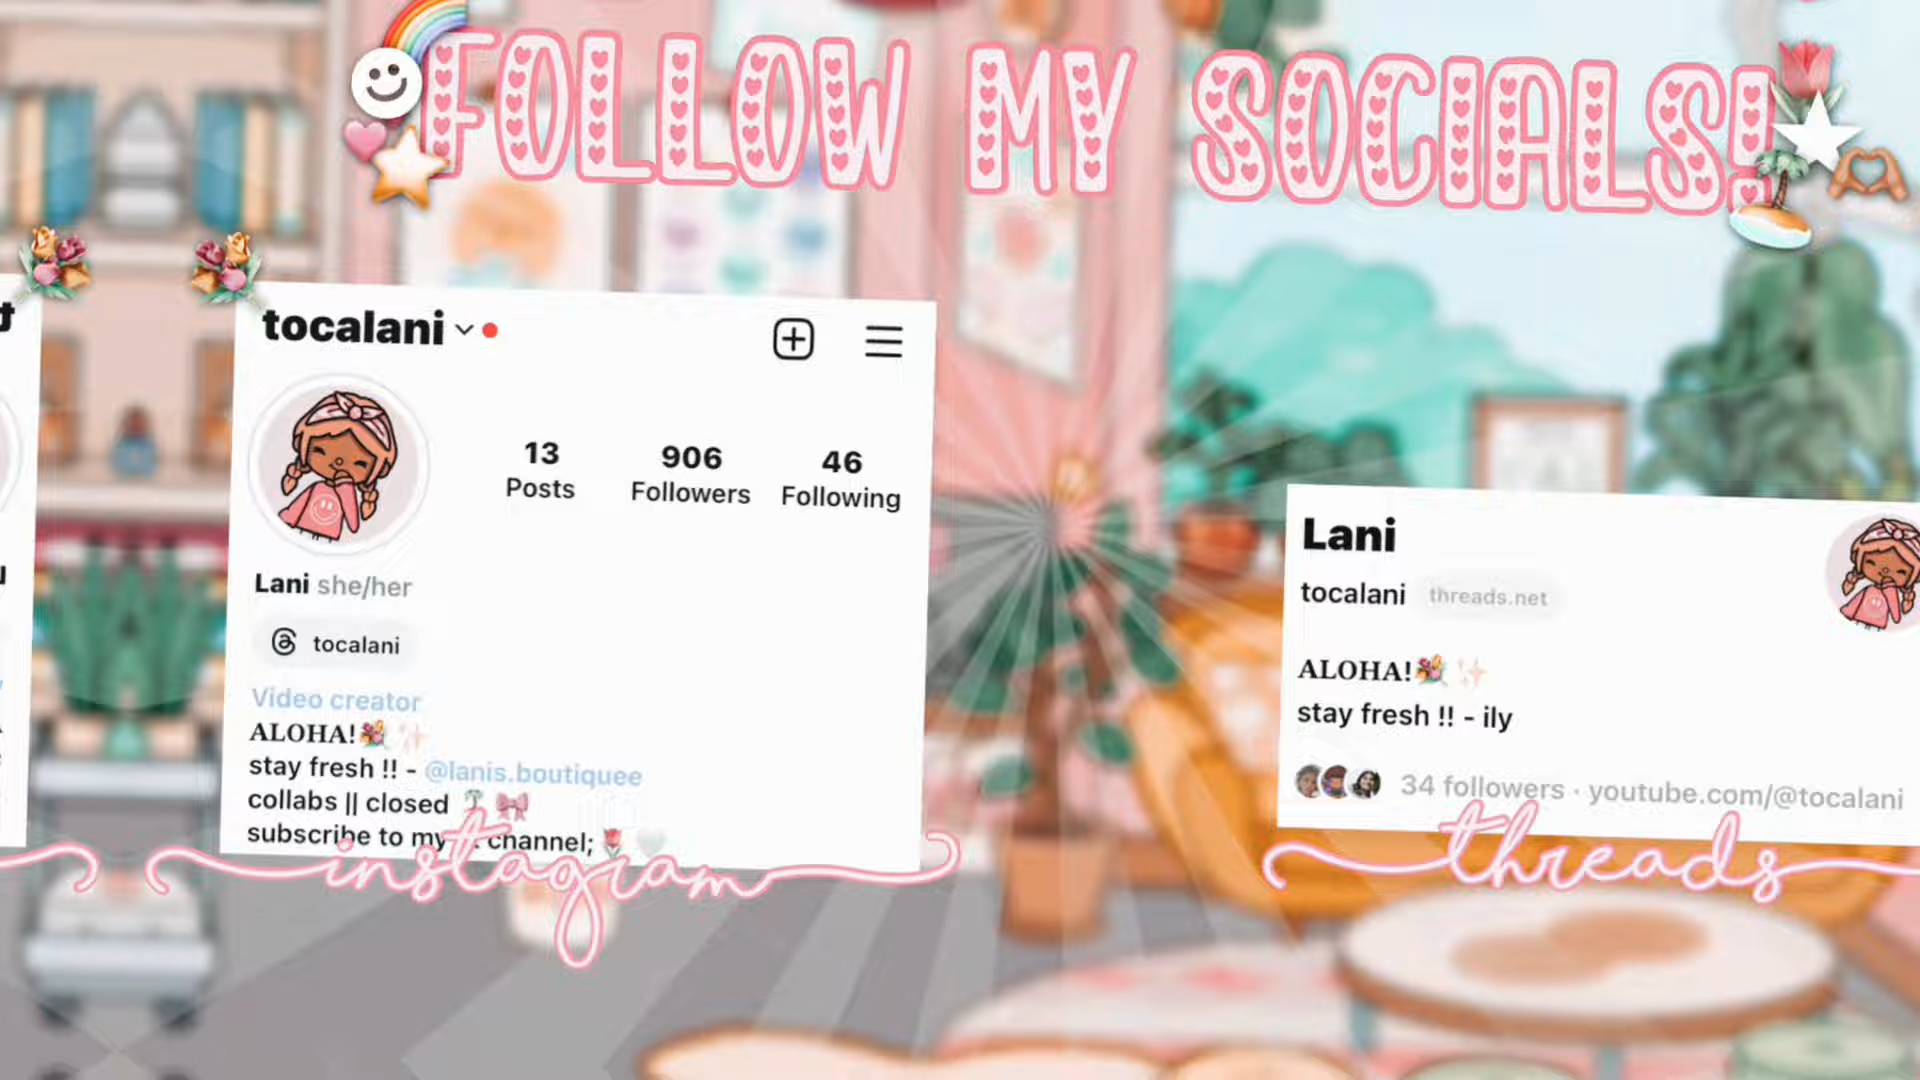 FOLLOW MY SOCIALS!
tocalani
13 906 46
Posts Followers Following
Lani she/her
tocalani
Video creator
ALOHA!
stay fresh !! - @lanis.boutiquee
collabs || closed
subscribe to my channel;
instagram
Lani
tocalani threads.net
ALOHA!
stay fresh !! - ily
34 followers · youtube.com/@tocalani
threads